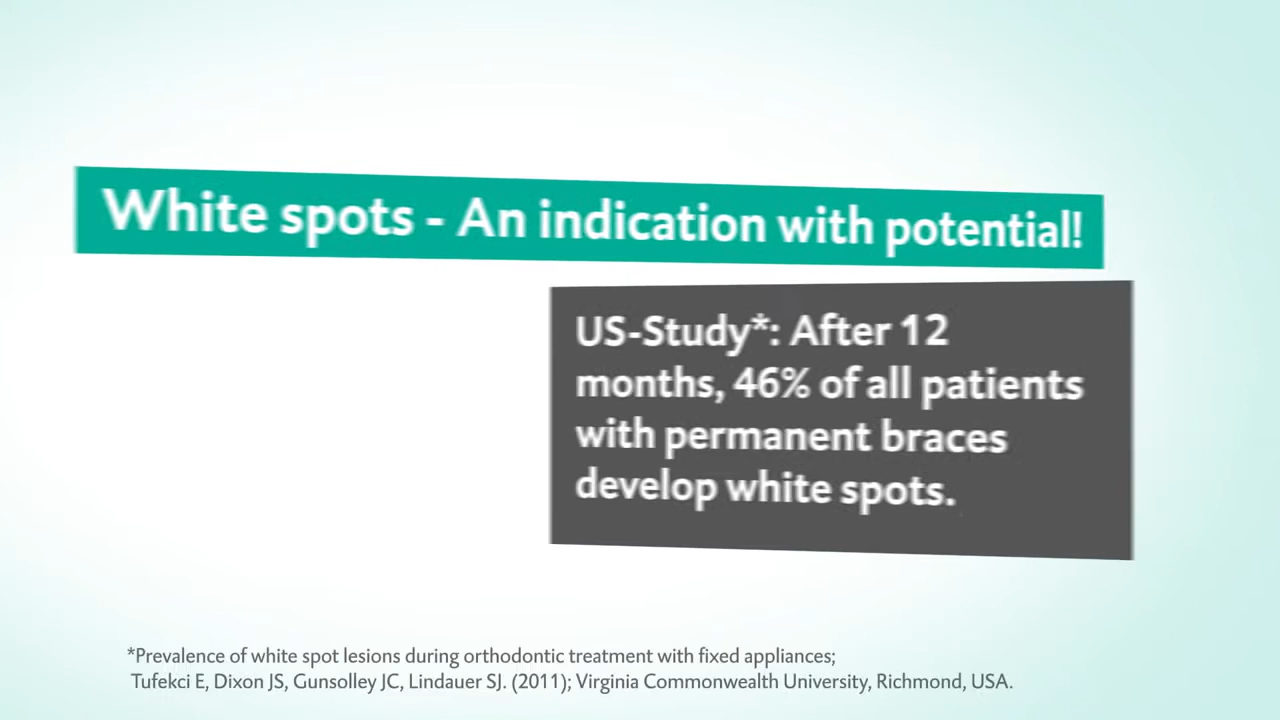 White spots - An indication with potential!
US-Study*: After 12
months, 46% of all patients
with permanent braces
develop white spots.
*Prevalence of white spot lesions during orthodontic treatment with fixed appliances;
Tufekci E, Dixon JS, Gunsolley JC, Lindauer SJ. (2011); Virginia Commonwealth University, Richmond, USA.